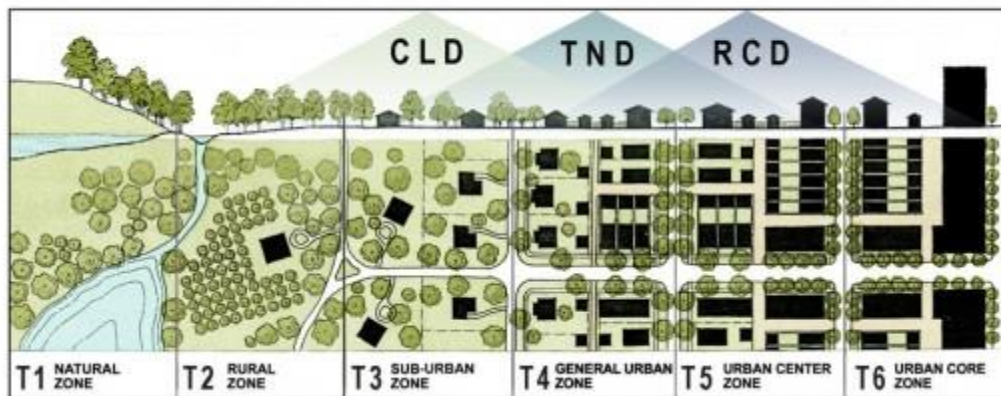 CLD TND RCD
T1 NATURAL
ZONE
T2 RURAL
ZONE
T3 SUB-URBAN
ZONE
T4 GENERAL URBAN
ZONE
T5 URBAN CENTER
ZONE
T6 URBAN CORE
ZONE